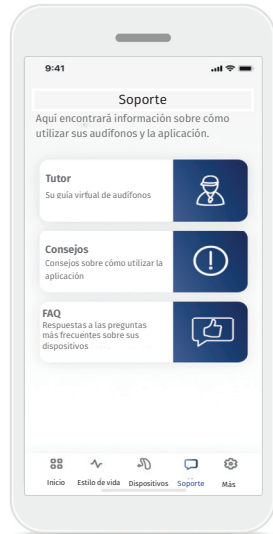 9:41
Soporte
Aquí encontrará información sobre cómo
utilizar sus audífonos y la aplicación.
Tutor
Su guía virtual de audífonos
Consejos
Consejos sobre cómo utilizar la
aplicación
FAQ
Respuestas a las preguntas
más frecuentes sobre sus
dispositivos
Inicio Estilo de vida Dispositivos Soporte Más